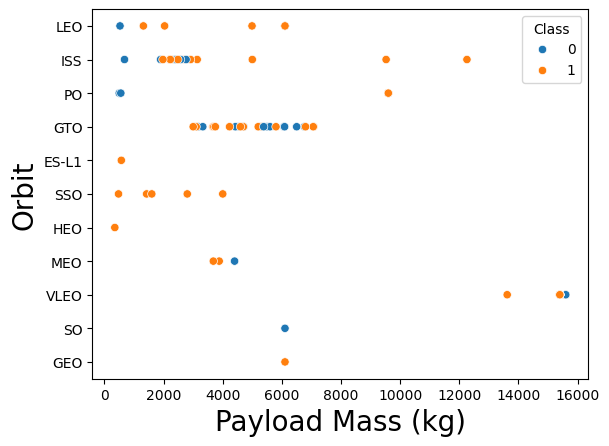 Class
0
1
LEO
ISS
PO
GTO
ES-L1
SSO
HEO
MEO
VLEO
SO
GEO
Orbit
0 2000 4000 6000 8000 10000 12000 14000 16000
Payload Mass (kg)